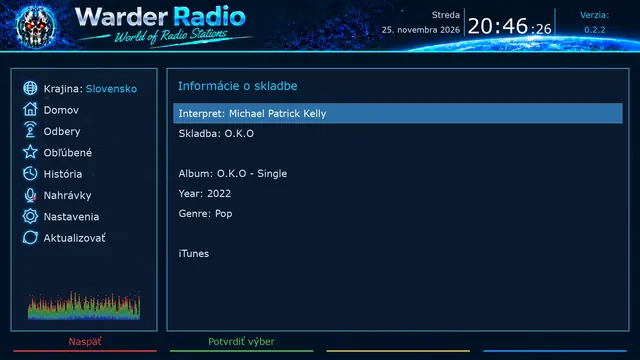 Warder Radio
World of Radio Stations
Streda
25. novembra 2026
20:46:26
Verzia:
0.2.2
Krajina: Slovensko
Domov
Odbery
Obľúbené
História
Nahrávky
Nastavenia
Aktualizovať
Informácie o skladbe
Interpret: Michael Patrick Kelly
Skladba: O.K.O
Album: O.K.O - Single
Year: 2022
Genre: Pop
iTunes
Naspäť
Potvrdiť výber